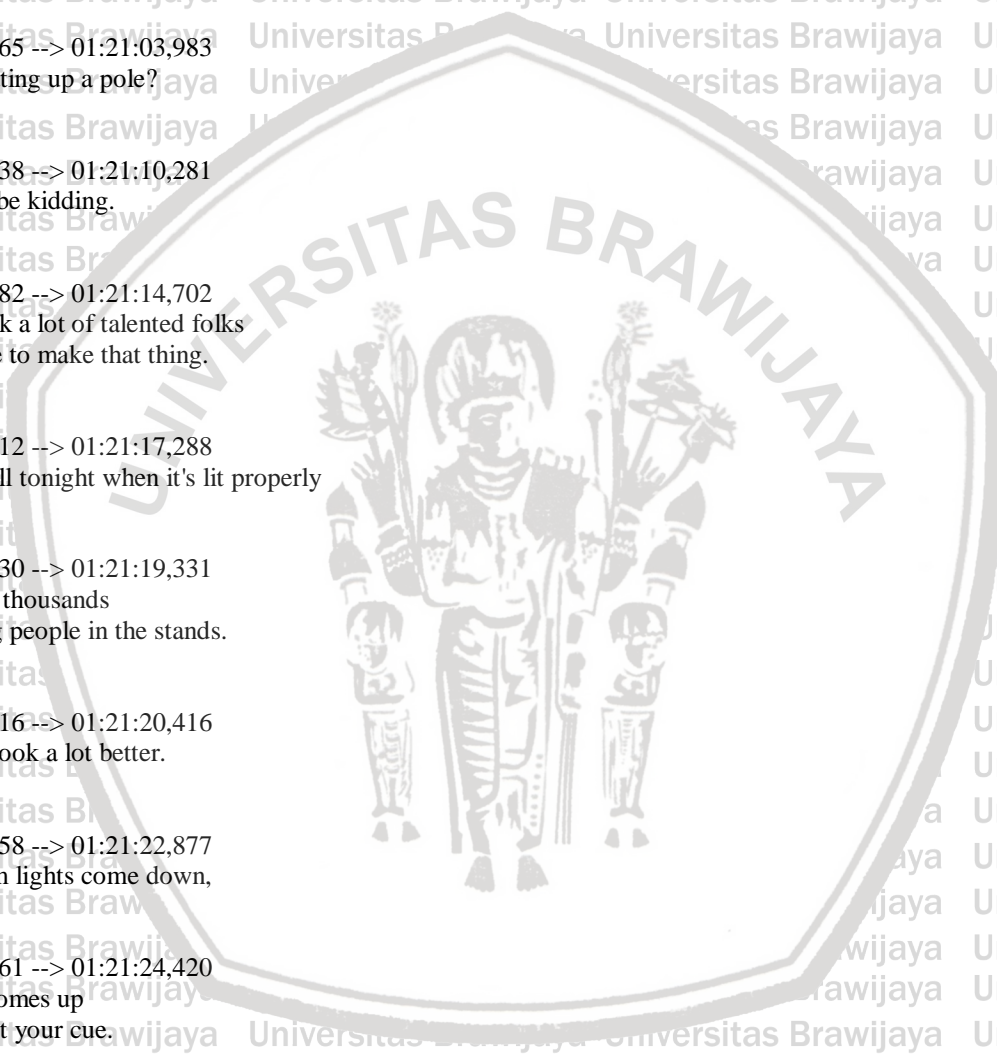 Universitas Brawijaya Universitas Brawijaya
65 --> 01:21:03,983
ting up a pole?
38 --> 01:21:10,281
be kidding.
82 --> 01:21:14,702
k a lot of talented folks
e to make that thing.
12 --> 01:21:17,288
ll tonight when it's lit properly
30 --> 01:21:19,331
thousands
g people in the stands.
16 --> 01:21:20,416
ook a lot better.
58 --> 01:21:22,877
n lights come down,
61 --> 01:21:24,420
omes up
t your cue.
UNIVERSITAS BRAWIJAYA